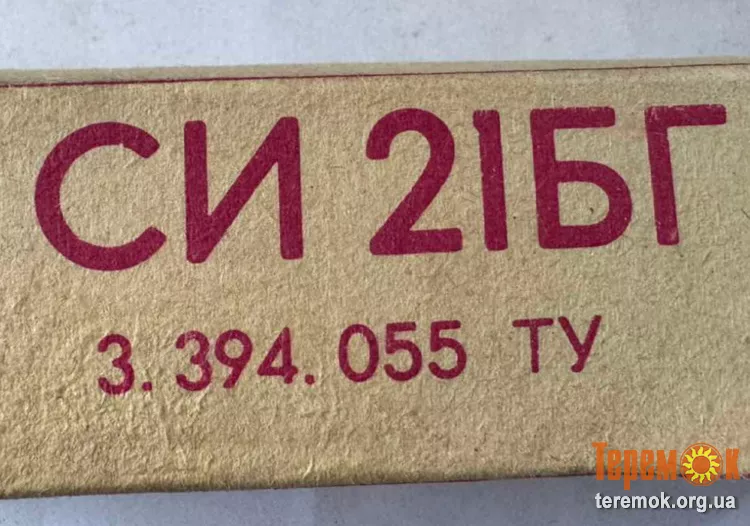 СИ 21БГ
3. 394. 055 ТУ
Теремок
teremok.org.ua